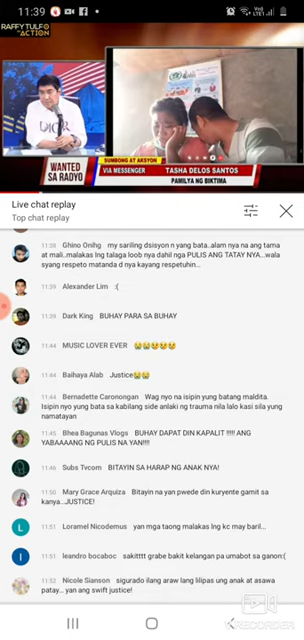 11:39
Vo))
LTE1
RAFFY TULFO
in ACTION
DIOR
WANTED
SA RADYO
SUMBONG AT AKSYON
VIA MESSENGER
TASHA DELOS SANTOS
PAMILYA NG BIKTIMA
Live chat replay
Top chat replay
11:38 Ghino Onihg my sariling dsisyon n yang bata..alam nya na ang tama
at mali..malakas lng talaga loob nya dahil nga PULIS ANG TATAY NYA...wala
syang respeto matanda d nya kayang respetuhin...
11:39 Alexander Lim :(
11:39 Dark King BUHAY PARA SA BUHAY
11:44 MUSIC LOVER EVER 😭😭😢😢😢
11:44 Baihaya Alab Justice😭😭
11:44 Bernadette Caronongan Wag nyo na isipin yung batang maldita.
Isipin nyo yung bata sa kabilang side anlaki ng trauma nila lalo kasi sila yung
namatayan
11:45 Bhea Bagunas Vlogs BUHAY DAPAT DIN KAPALIT !!!!! ANG
YABAAAANG NG PULIS NA YAN!!!!
11:46 Subs Tvcom BITAYIN SA HARAP NG ANAK NYA!
11:50 Mary Grace Arquiza Bitayin na yan pwede din kuryente gamit sa
kanya...JUSTICE!
L
11:51 Loramel Nicodemus yan mga taong malakas lng kc may baril...
I
11:51 leandro bocaboc sakitttt grabe bakit kelangan pa umabot sa ganon:(
11:52 Nicole Sianson sigurado ilang araw lang lilipas ung anak at asawa
patay... yan ang swift justice!
VRECORDER